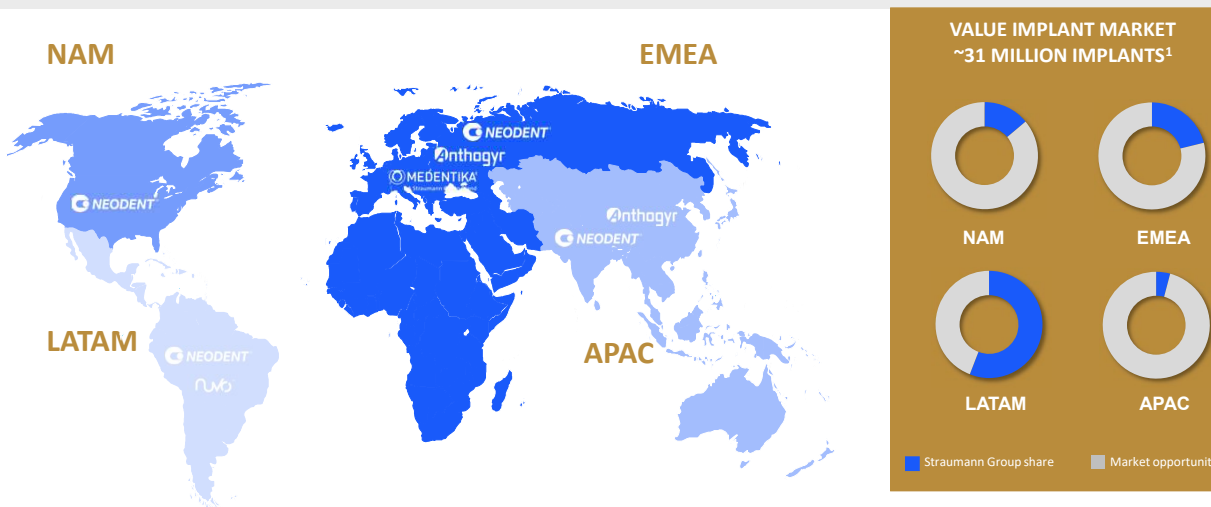 NAM
EMEA
NEODENT
Anthogyr
MEDENTIKA
NEODENT
Anthogyr
NEODENT
LATAM
APAC
NEODENT
nuvo
VALUE IMPLANT MARKET
~31 MILLION IMPLANTS¹
NAM
EMEA
LATAM
APAC
Straumann Group share
Market opportunit